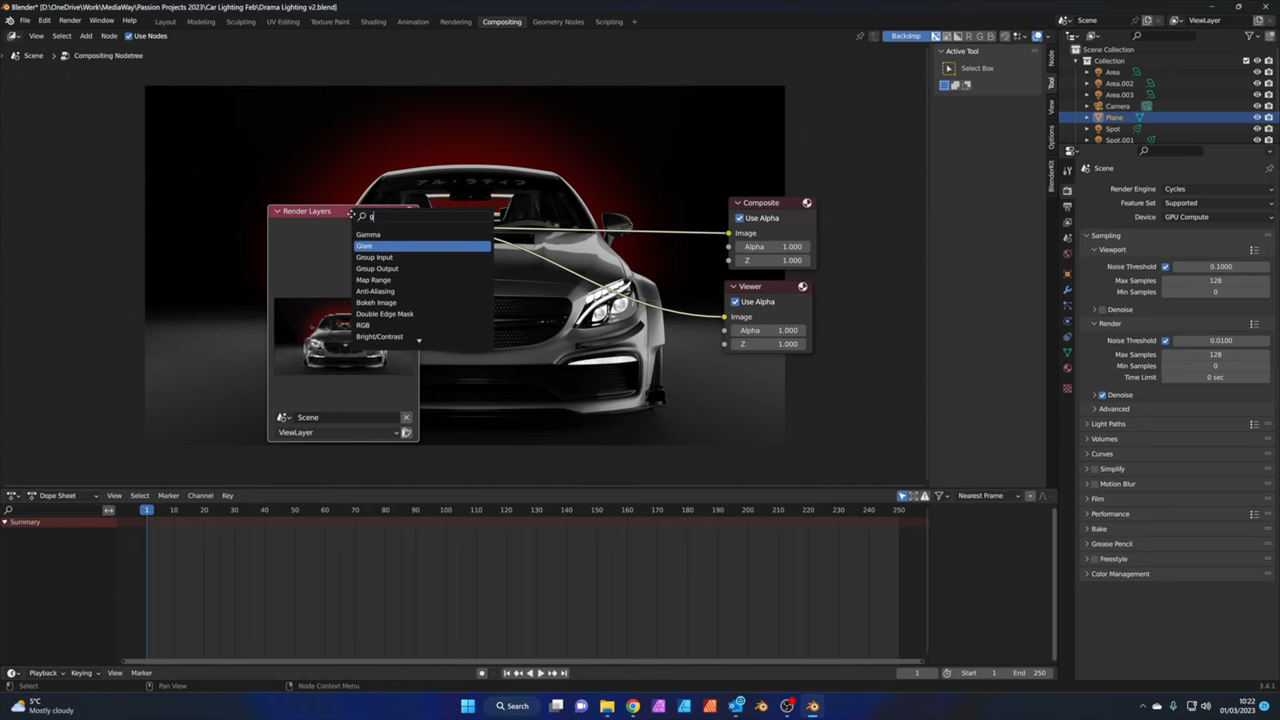 Blender* [D:\OneDrive\Work\MediaWay\Passion Projects 2023\Car Lighting Feb\Drama Lighting v2.blend]
File Edit Render Window Help Layout Modeling Sculpting UV Editing Texture Paint Shading Animation Rendering Compositing Geometry Nodes Scripting + Scene ViewLayer
View Select Add Node Use Nodes Backdrop R G B
Scene > Compositing Nodetree
Active Tool
Select Box
Node
Tool
View
Options
BlenderKit
Scene Collection
Collection
Area
Area.002
Area.003
Camera
Plane
Spot
Spot.001
Render Layers
Gamma
Glare
Group Input
Group Output
Map Range
Anti-Aliasing
Bokeh Image
Double Edge Mask
RGB
Bright/Contrast
Scene
ViewLayer
Composite
Use Alpha
Image
Alpha 1.000
Z 1.000
Viewer
Use Alpha
Image
Alpha 1.000
Z 1.000
Scene
Render Engine Cycles
Feature Set Supported
Device GPU Compute
Sampling
Viewport
Noise Threshold 0.1000
Max Samples 128
Min Samples 0
Denoise
Render
Noise Threshold 0.0100
Max Samples 128
Min Samples 0
Time Limit 0 sec
Denoise
Advanced
Light Paths
Volumes
Curves
Simplify
Motion Blur
Film
Performance
Bake
Grease Pencil
Freestyle
Color Management
Dope Sheet View Select Marker Channel Key Nearest Frame
1 10 20 30 40 50 60 70 80 90 100 110 120 130 140 150 160 170 180 190 200 210 220 230 240 250
Summary
Playback Keying View Marker 1 Start 1 End 250
Select Pan View Node Context Menu 3.4.1
5°C
Mostly cloudy
Search
10:22
01/03/2023